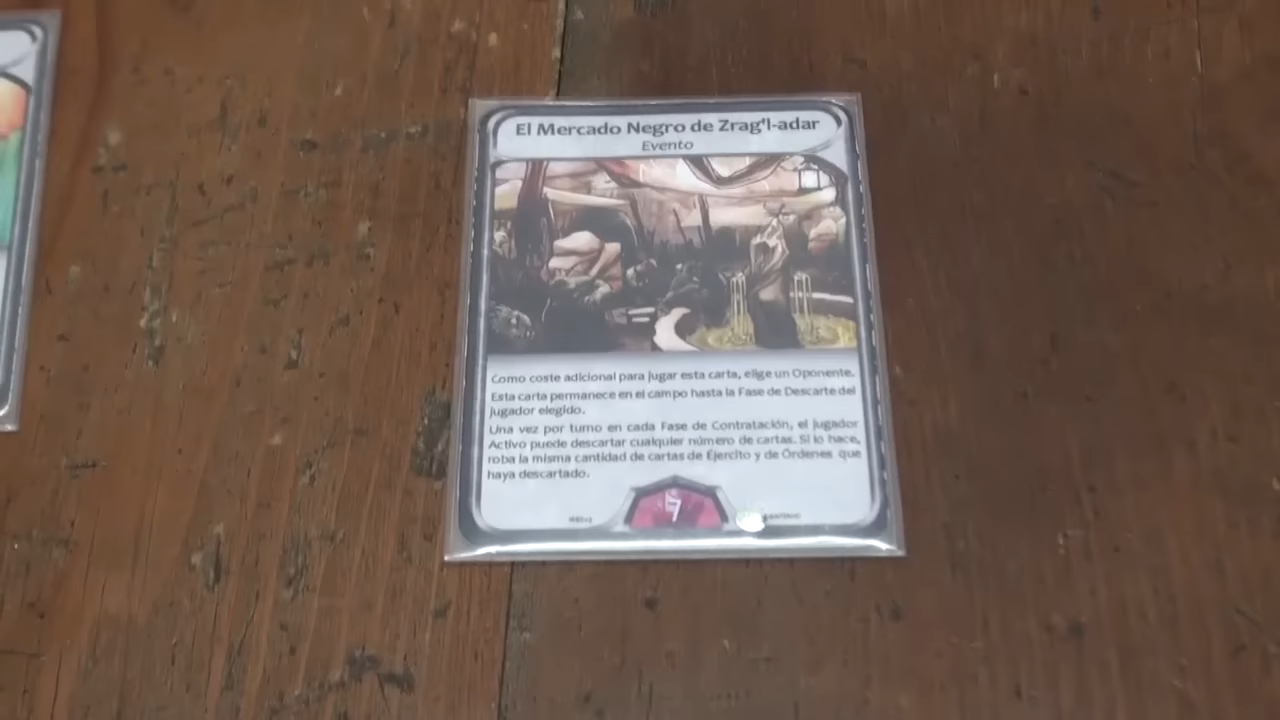 El Mercado Negro de Zrag'l-adar
Evento
Como coste adicional para jugar esta carta, elige un Oponente.
Esta carta permanece en el campo hasta la Fase de Descarte del
jugador elegido.
Una vez por turno en cada Fase de Contratación, el jugador
Activo puede descartar cualquier número de cartas. Si lo hace,
roba la misma cantidad de cartas de Ejercito y de Órdenes que
haya descartado.
7